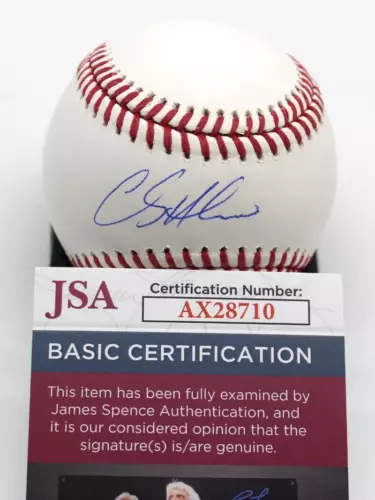 JSA
Certification Number:
AX28710
BASIC CERTIFICATION
This item has been fully examined by
James Spence Authentication, and
it is our considered opinion that the
signature(s) is/are genuine.